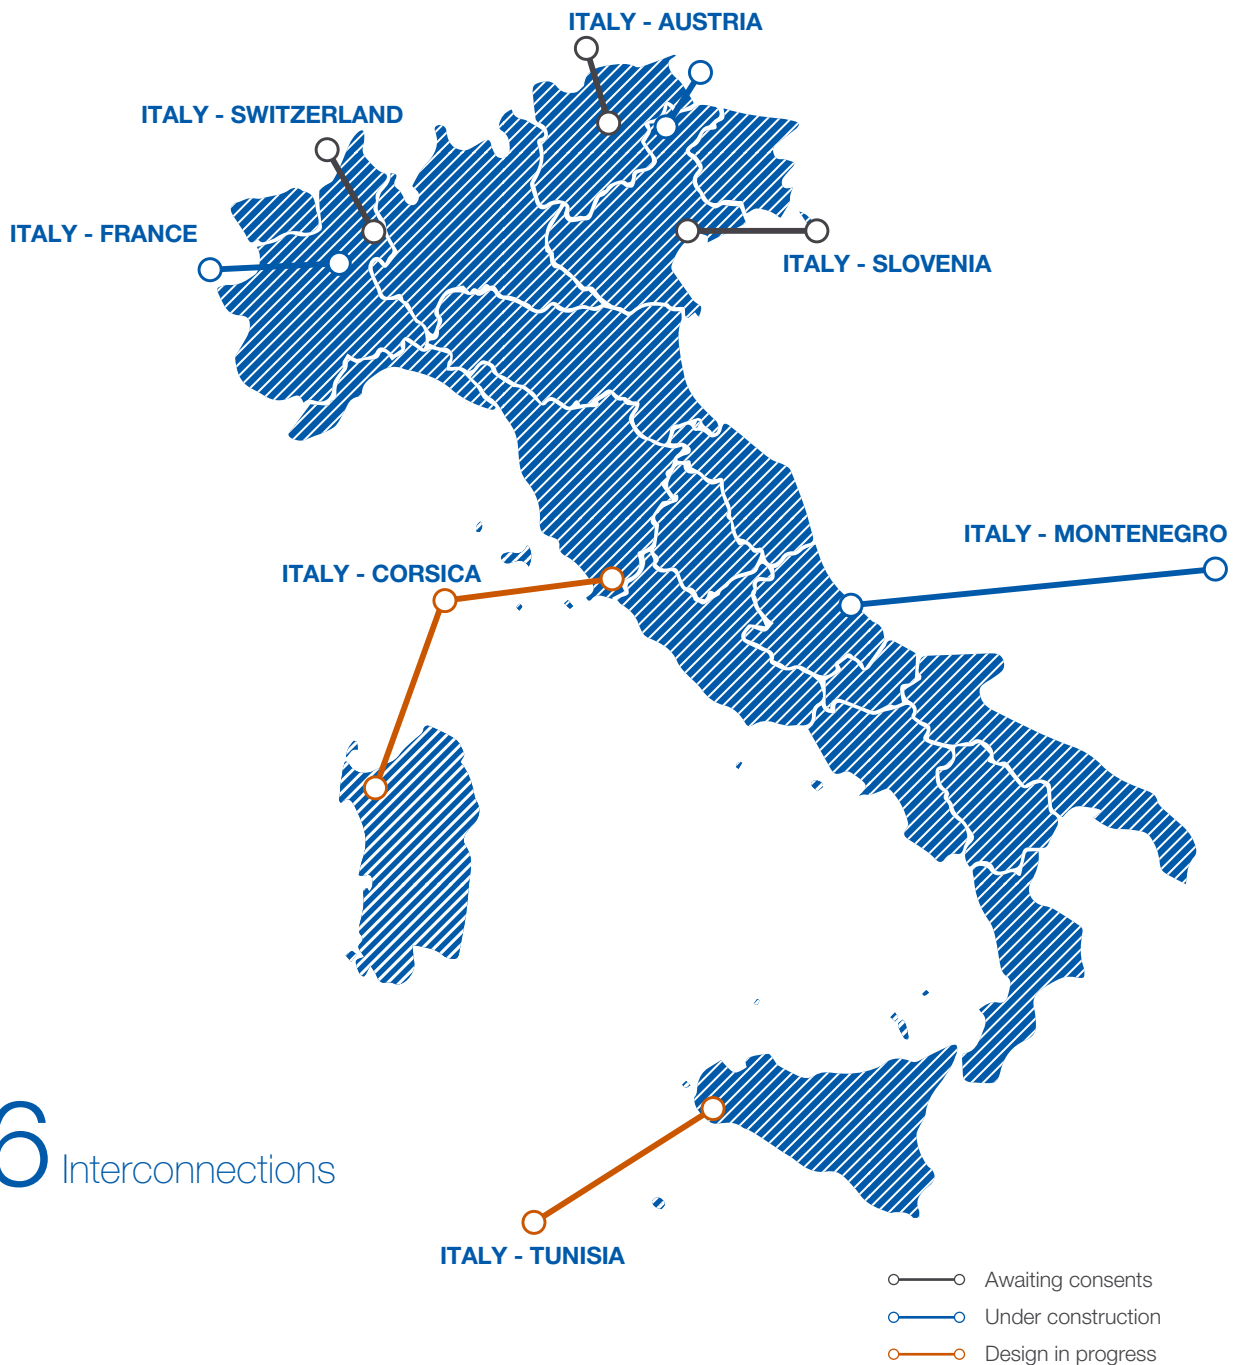 ITALY - AUSTRIA
ITALY - SWITZERLAND
ITALY - FRANCE
ITALY - SLOVENIA
ITALY - MONTENEGRO
ITALY - CORSICA
6 Interconnections
ITALY - TUNISIA
Awaiting consents
Under construction
Design in progress